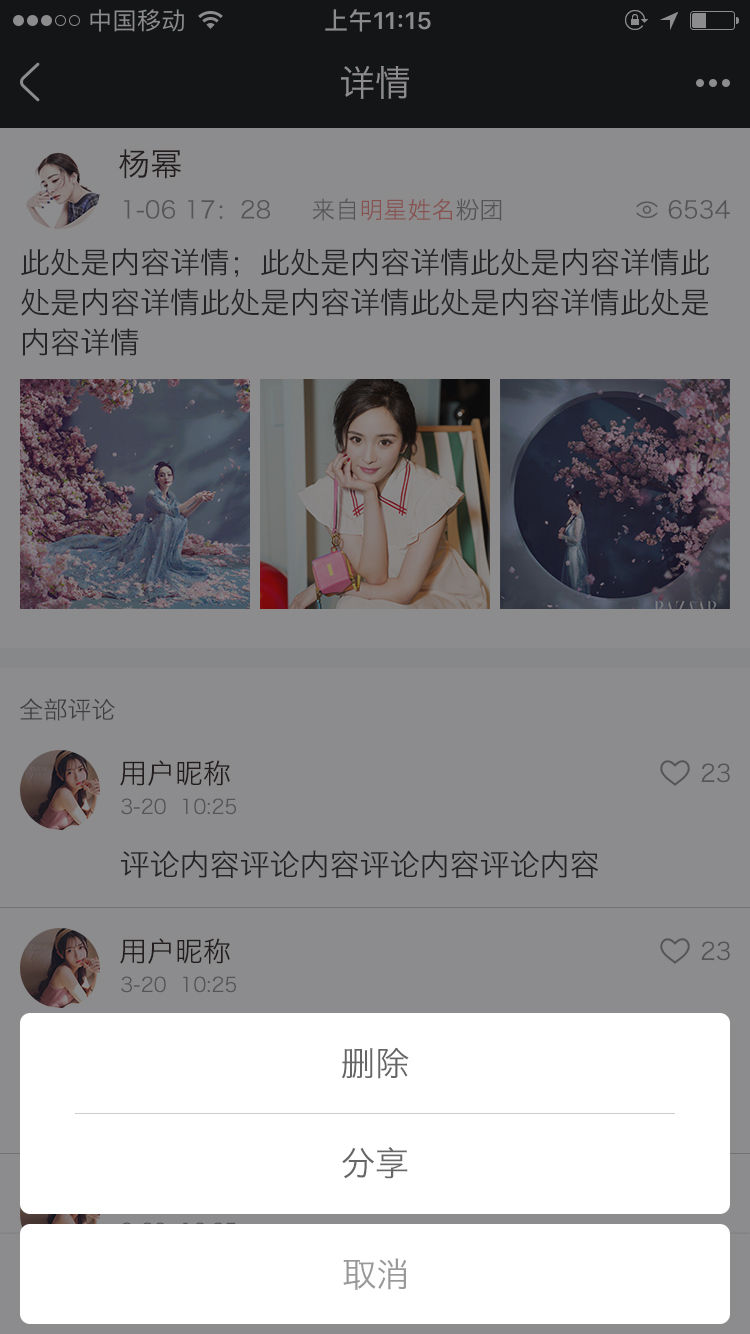 中国移动
上午11:15
详情
杨幂
1-06 17：28
来自明星姓名粉团
6534
此处是内容详情；此处是内容详情此处是内容详情此
处是内容详情此处是内容详情此处是内容详情此处是
内容详情
BAZAAR
全部评论
用户昵称
23
3-20 10:25
评论内容评论内容评论内容评论内容
用户昵称
23
3-20 10:25
删除
分享
取消